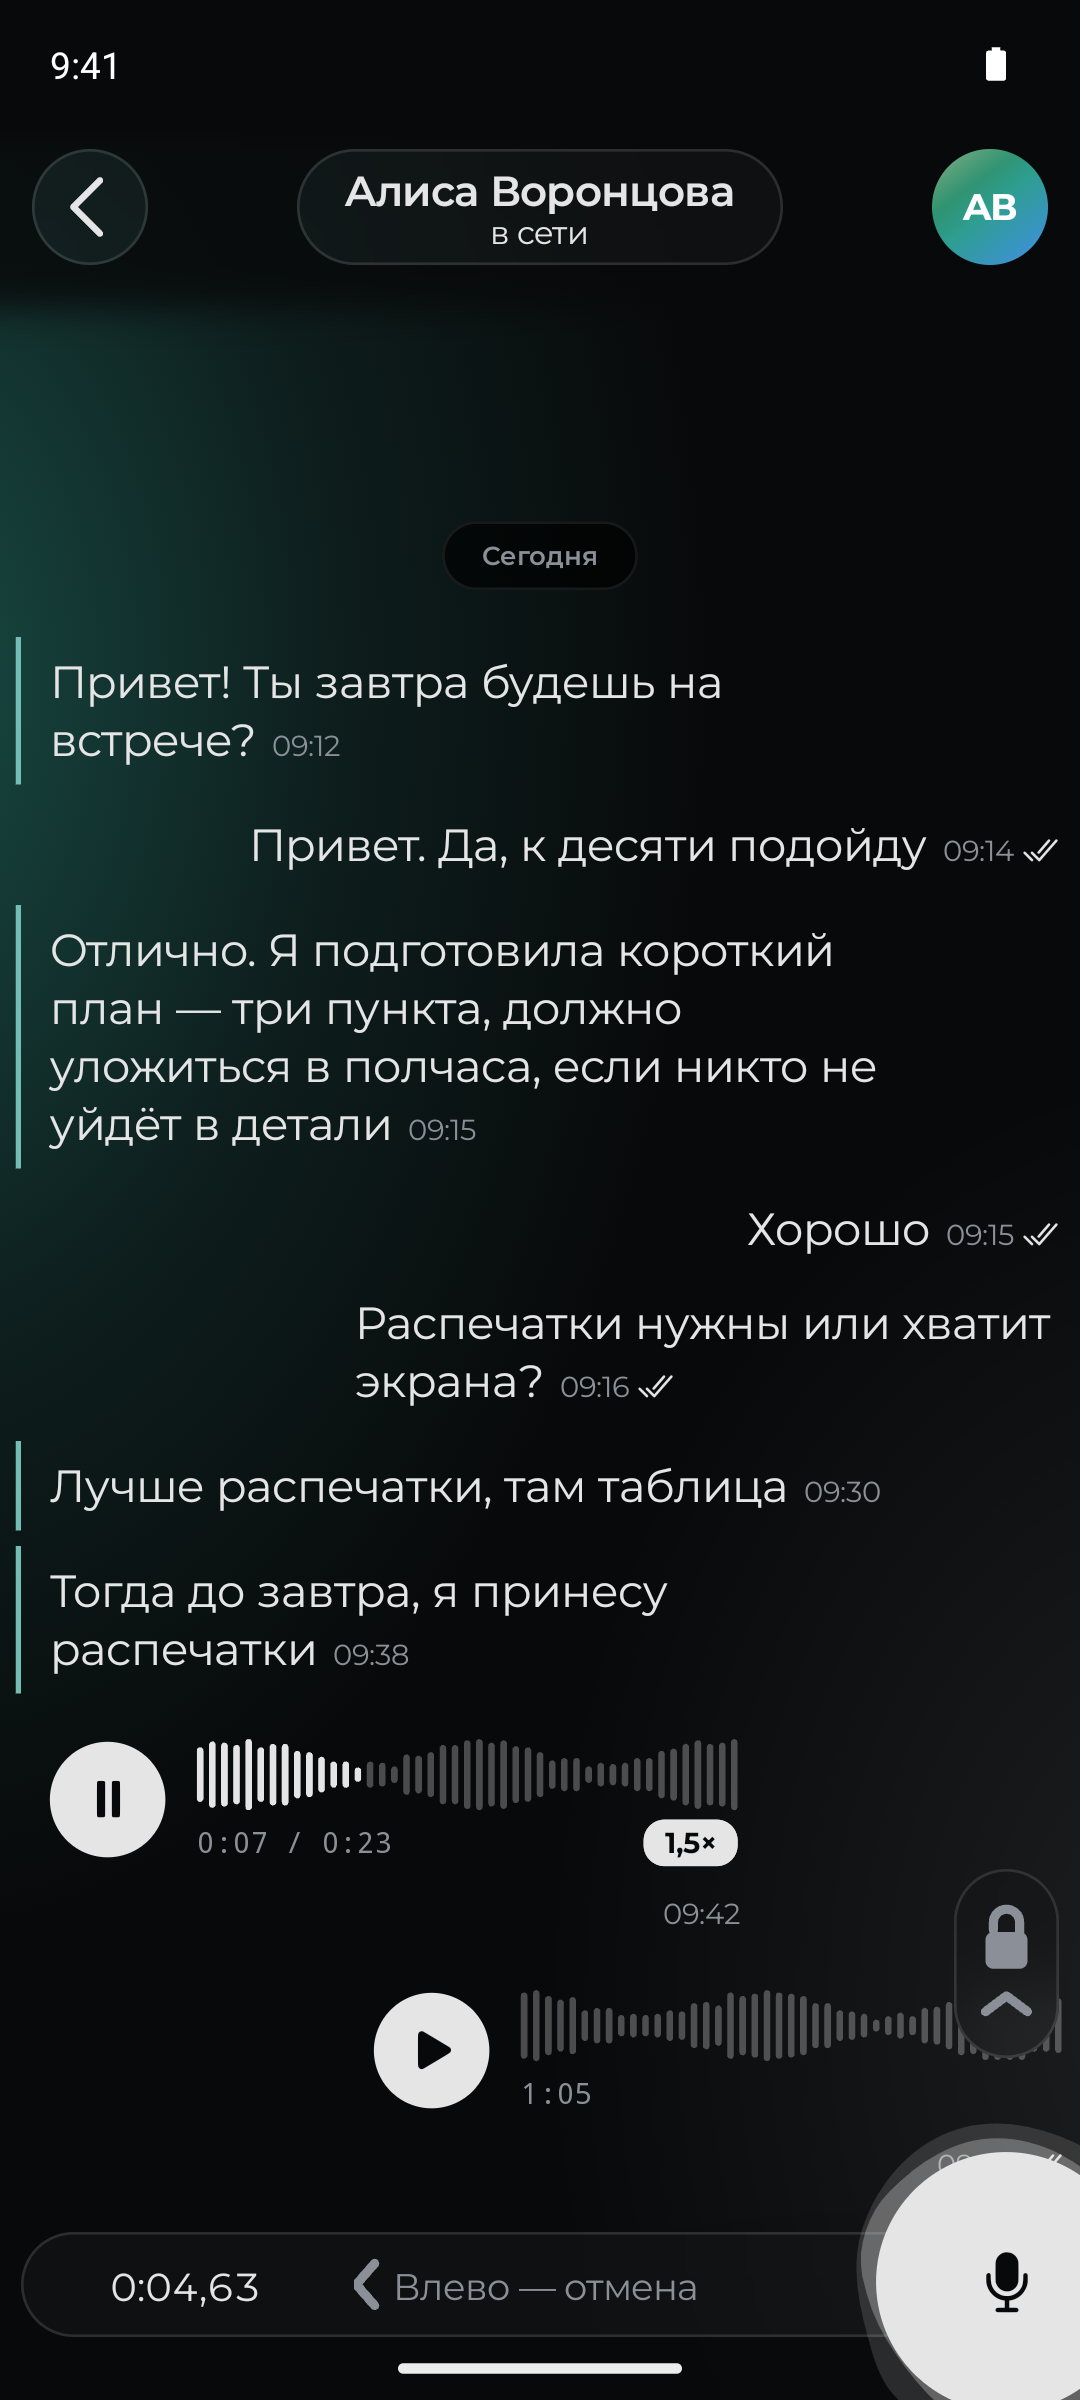 9:41
Алиса Воронцова
в сети
АВ
Сегодня
Привет! Ты завтра будешь на
встрече? 09:12
Привет. Да, к десяти подойду 09:14
Отлично. Я подготовила короткий
план — три пункта, должно
уложиться в полчаса, если никто не
уйдёт в детали 09:15
Хорошо 09:15
Распечатки нужны или хватит
экрана? 09:16
Лучше распечатки, там таблица 09:30
Тогда до завтра, я принесу
распечатки 09:38
0:07 / 0:23
1,5×
09:42
1:05
0:04,63
Влево — отмена